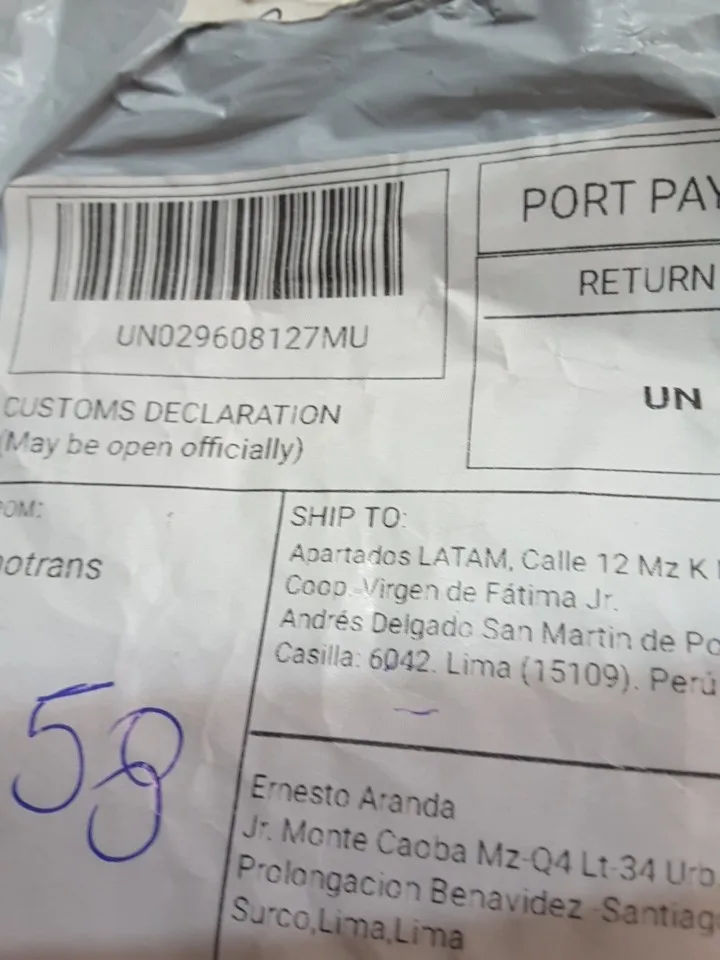 UN029608127MU
PORT PAY
RETURN
UN
CUSTOMS DECLARATION
(May be open officially)
OM:
otrans
SHIP TO:
Apartados LATAM, Calle 12 Mz K
Coop. Virgen de Fátima Jr.
Andrés Delgado San Martin de Po
Casilla: 6042. Lima (15109). Perú
58
Ernesto Aranda
Jr. Monte Caoba Mz-Q4 Lt-34 Urb
Prolongacion Benavidez -Santiag
Surco,Lima,Lima